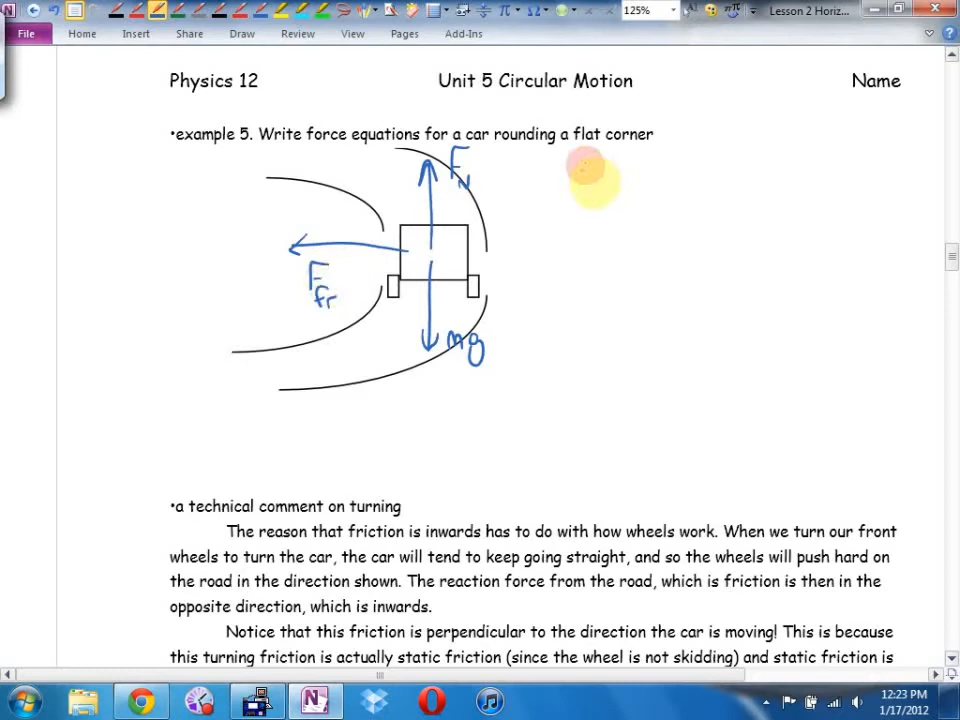 125%
Lesson 2 Horiz...
File Home Insert Share Draw Review View Pages Add-Ins
Physics 12 Unit 5 Circular Motion Name
•example 5. Write force equations for a car rounding a flat corner
FN
Ffr
mg
•a technical comment on turning
The reason that friction is inwards has to do with how wheels work. When we turn our front
wheels to turn the car, the car will tend to keep going straight, and so the wheels will push hard on
the road in the direction shown. The reaction force from the road, which is friction is then in the
opposite direction, which is inwards.
Notice that this friction is perpendicular to the direction the car is moving! This is because
this turning friction is actually static friction (since the wheel is not skidding) and static friction is
12:23 PM
1/17/2012